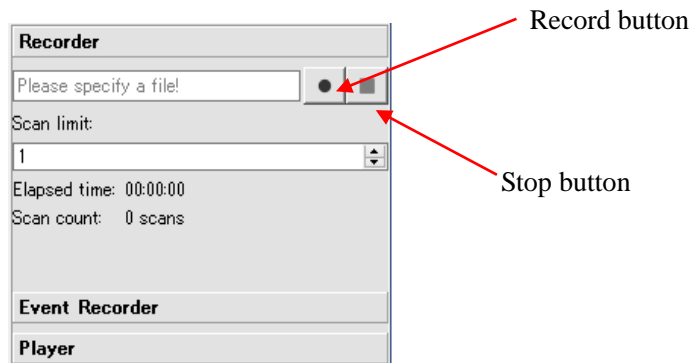 Record button
Recorder
Please specify a file!
Scan limit:
1
Stop button
Elapsed time: 00:00:00
Scan count: 0 scans
Event Recorder
Player